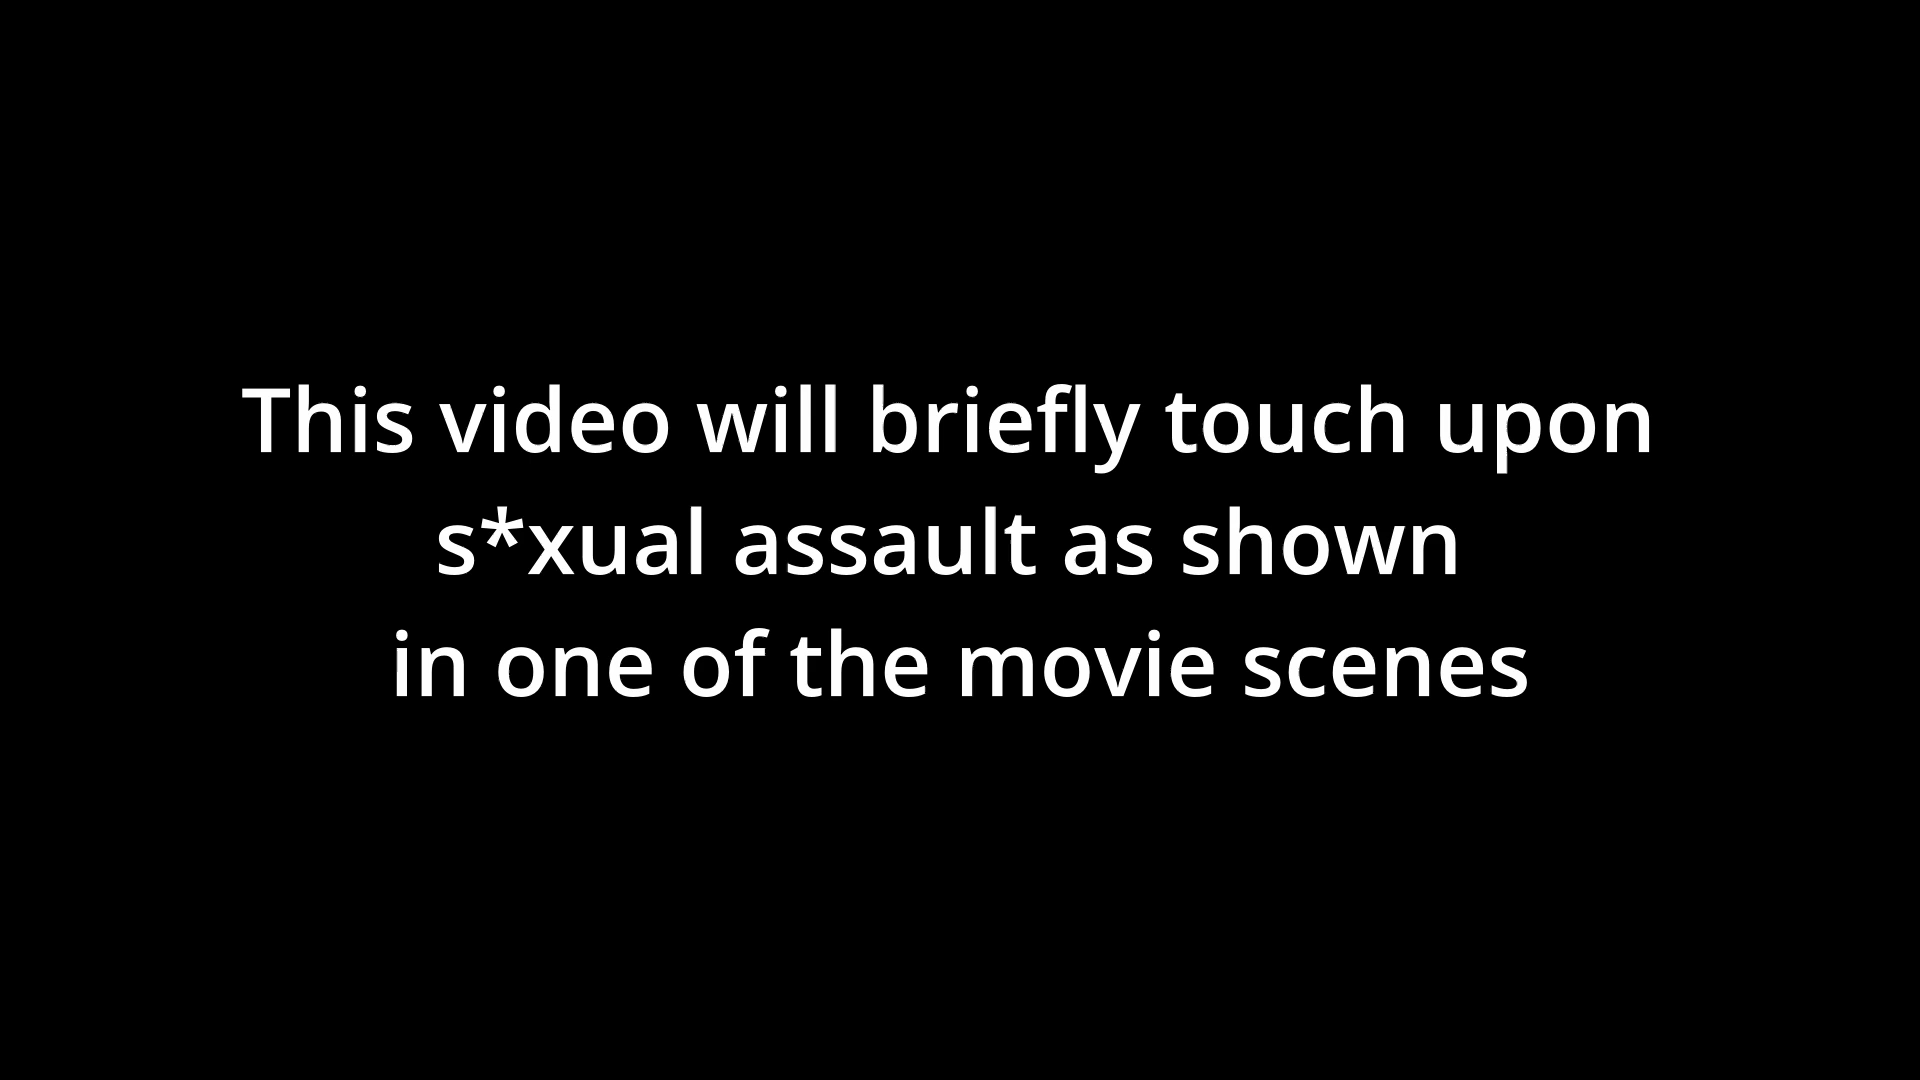 This video will briefly touch upon
s*xual assault as shown
in one of the movie scenes